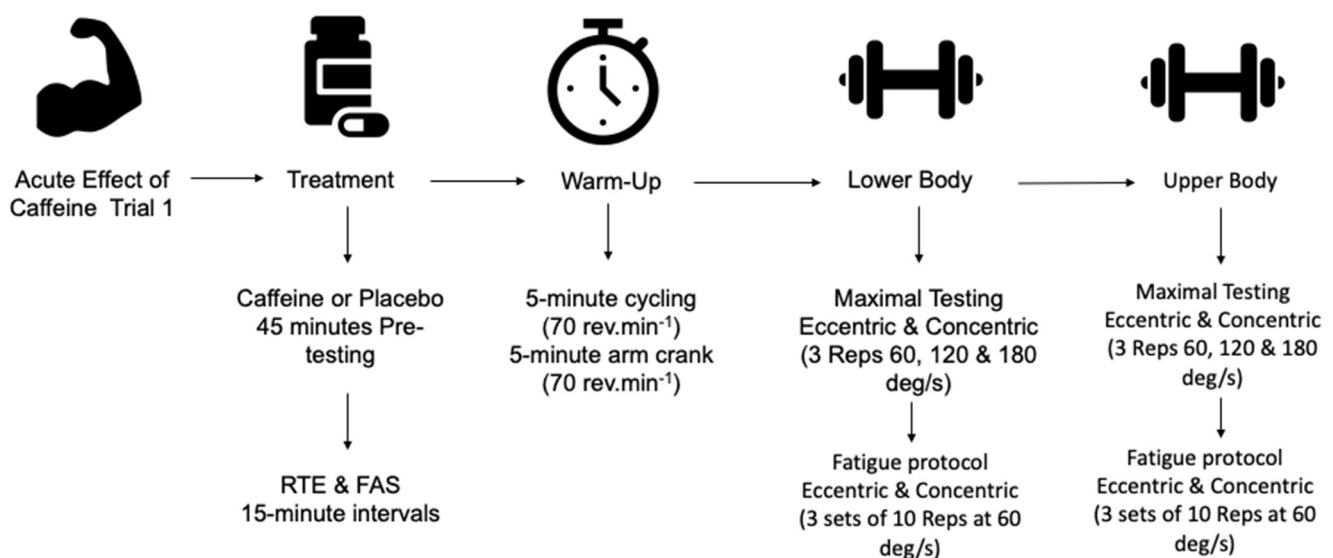 Acute Effect of
Caffeine Trial 1
Treatment
Warm-Up
Lower Body
Upper Body
Caffeine or Placebo
45 minutes Pre-
testing
RTE & FAS
15-minute intervals
5-minute cycling
(70 rev.min⁻¹)
5-minute arm crank
(70 rev.min⁻¹)
Maximal Testing
Eccentric & Concentric
(3 Reps 60, 120 & 180
deg/s)
Fatigue protocol
Eccentric & Concentric
(3 sets of 10 Reps at 60
deg/s)
Maximal Testing
Eccentric & Concentric
(3 Reps 60, 120 & 180
deg/s)
Fatigue protocol
Eccentric & Concentric
(3 sets of 10 Reps at 60
deg/s)